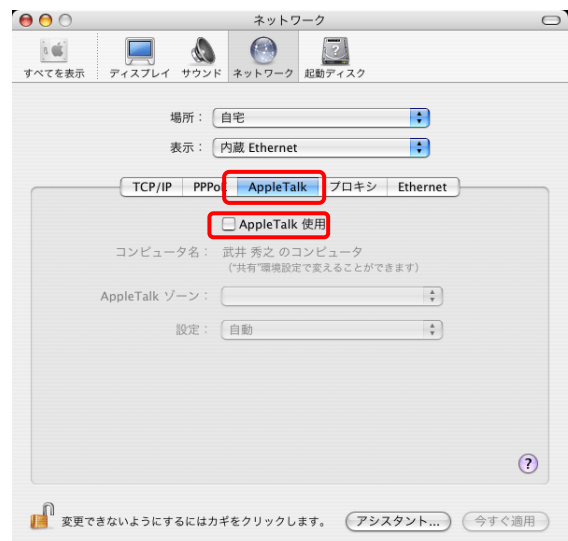 ネットワーク
すべてを表示 ディスプレイ サウンド ネットワーク 起動ディスク
場所： 自宅
表示： 内蔵 Ethernet
TCP/IP PPPoE AppleTalk プロキシ Ethernet
AppleTalk 使用
コンピュータ名： 武井 秀之 のコンピュータ
("共有"環境設定で変えることができます)
AppleTalk ゾーン：
設定： 自動
?
変更できないようにするにはカギをクリックします。 アシスタント... 今すぐ適用